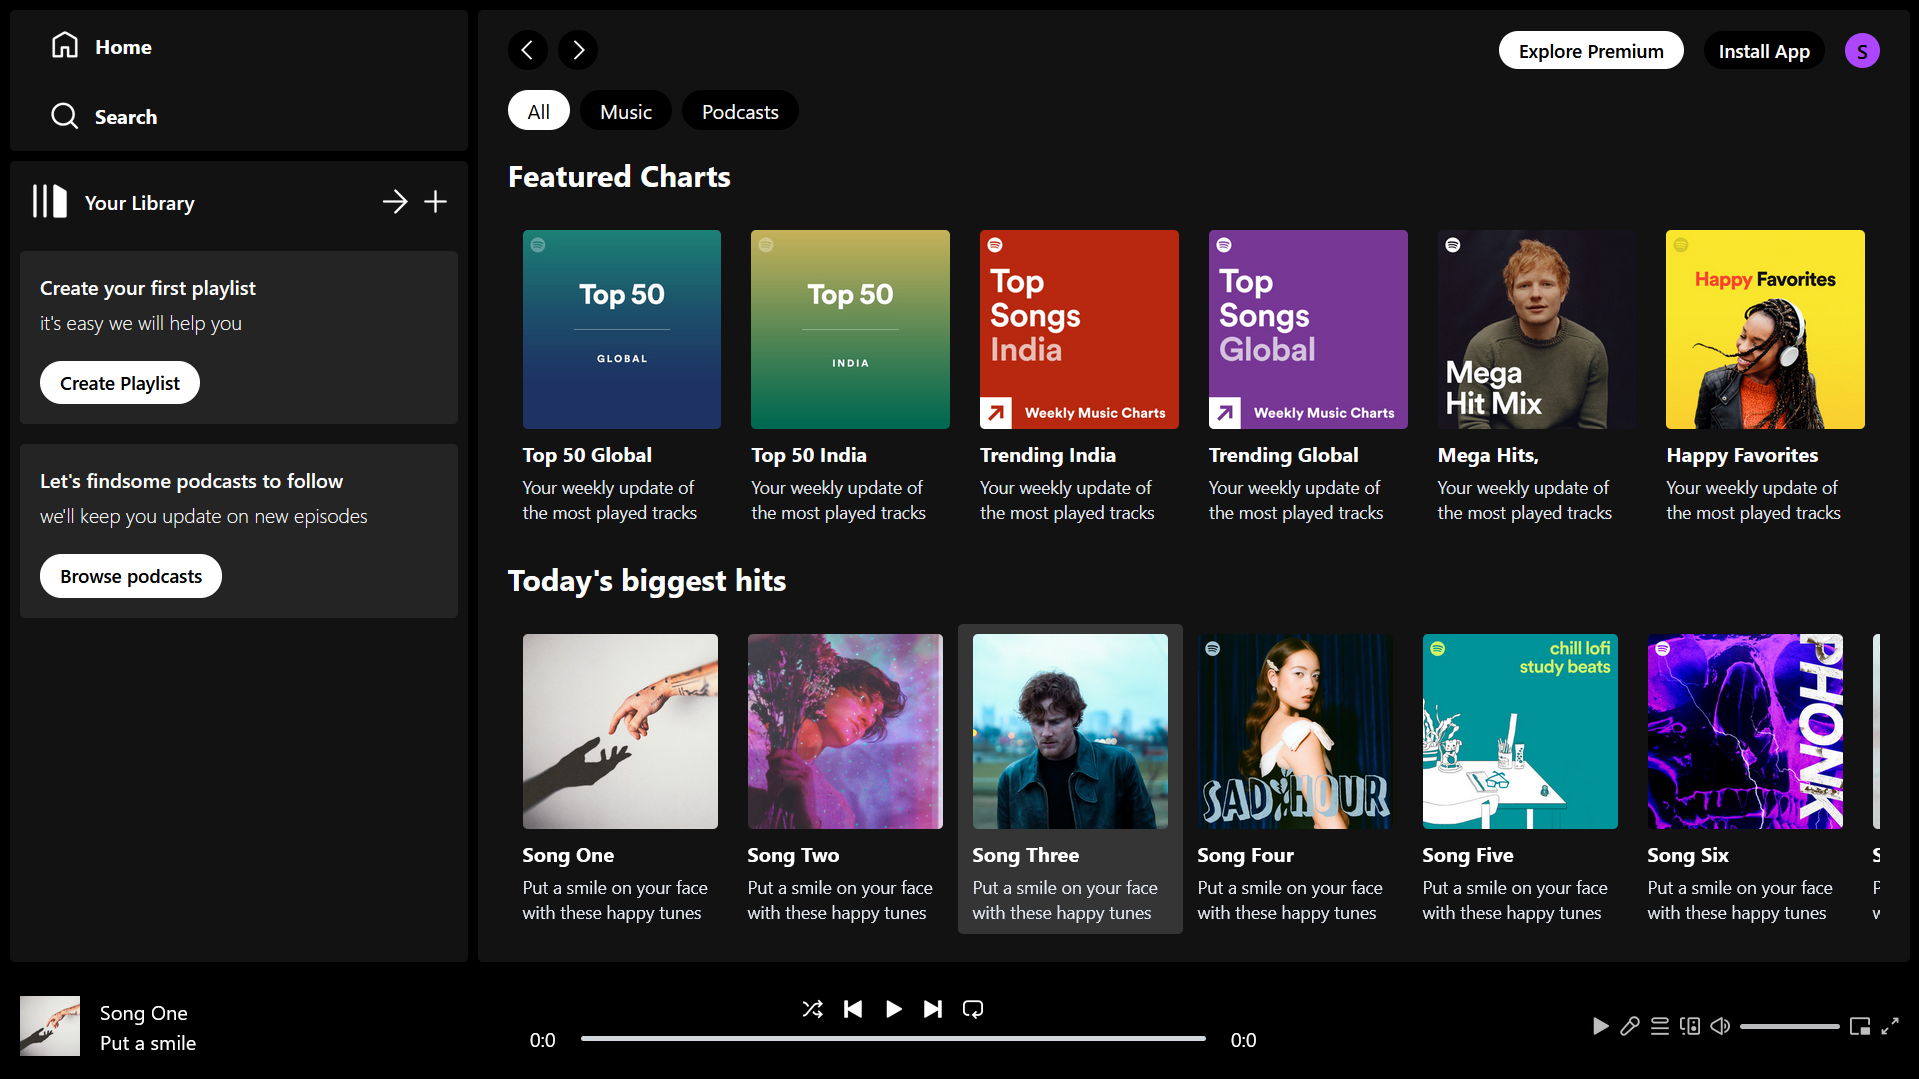 Home
Search
Your Library
Create your first playlist
it's easy we will help you
Create Playlist
Let's findsome podcasts to follow
we'll keep you update on new episodes
Browse podcasts
Explore Premium
Install App
S
All
Music
Podcasts
Featured Charts
Top 50
GLOBAL
Top 50 Global
Your weekly update of
the most played tracks
Top 50
INDIA
Top 50 India
Your weekly update of
the most played tracks
Top
Songs
India
Weekly Music Charts
Trending India
Your weekly update of
the most played tracks
Top
Songs
Global
Weekly Music Charts
Trending Global
Your weekly update of
the most played tracks
Mega
Hit Mix
Mega Hits,
Your weekly update of
the most played tracks
Happy Favorites
Happy Favorites
Your weekly update of
the most played tracks
Today's biggest hits
Song One
Put a smile on your face
with these happy tunes
Song Two
Put a smile on your face
with these happy tunes
Song Three
Put a smile on your face
with these happy tunes
SAD HOUR
Song Four
Put a smile on your face
with these happy tunes
chill lofi
study beats
Song Five
Put a smile on your face
with these happy tunes
PHONK
Song Six
Put a smile on your face
with these happy tunes
Song One
Put a smile
0:0
0:0